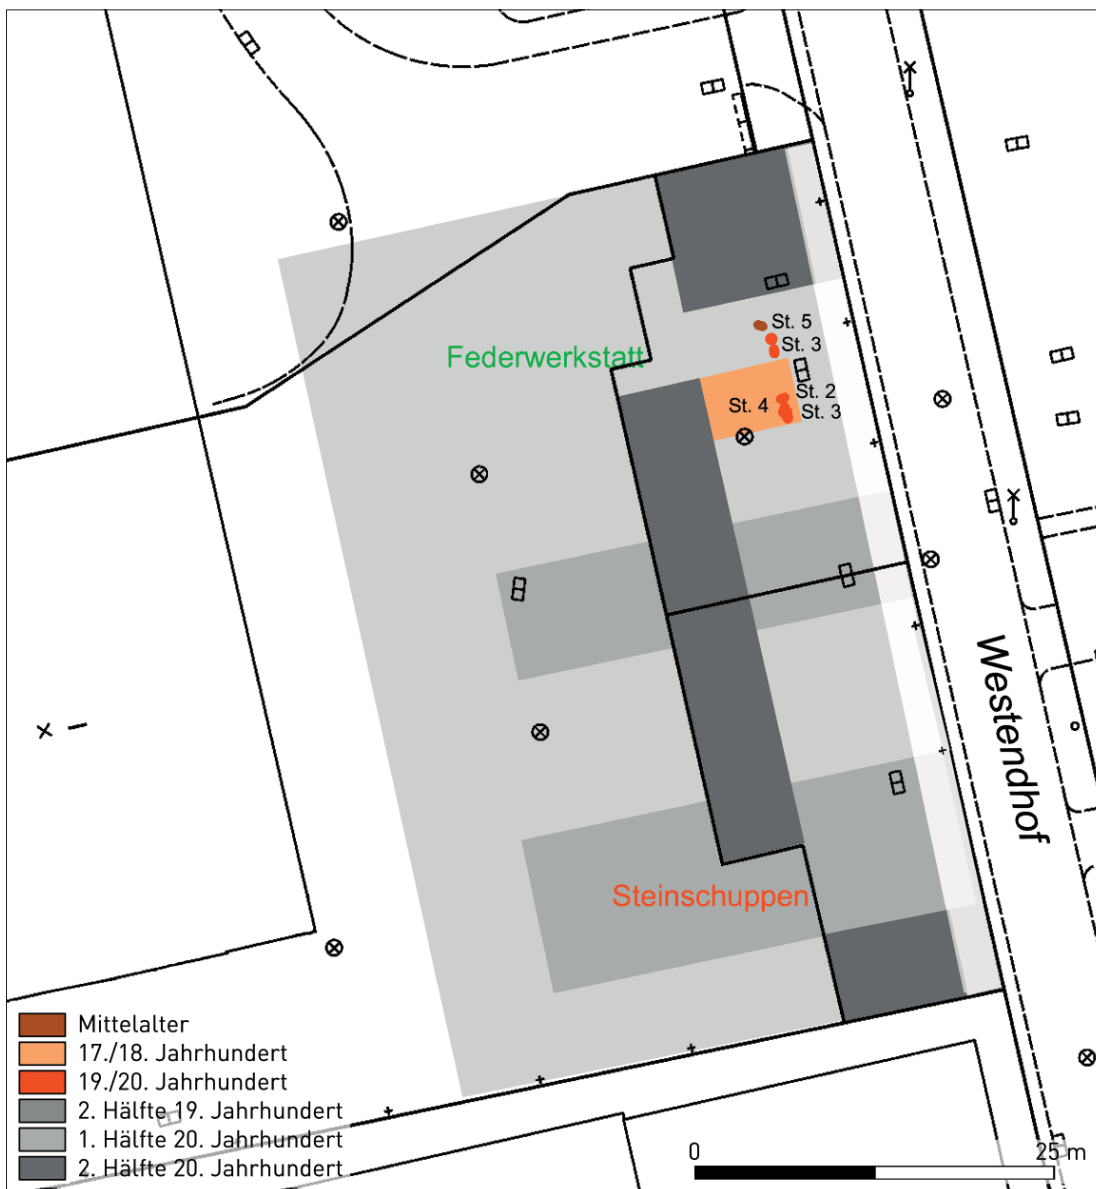 St. 5
St. 3
Federwerkstatt
St. 2
St. 4
St. 3
Westendhof
Steinschuppen
Mittelalter
17./18. Jahrhundert
19./20. Jahrhundert
2. Hälfte 19. Jahrhundert
1. Hälfte 20. Jahrhundert
2. Hälfte 20. Jahrhundert
0 25 m